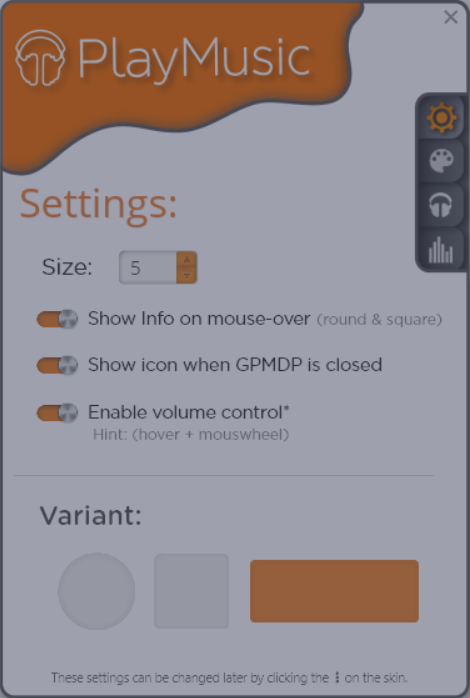 PlayMusic
Settings:
Size: 5
Show Info on mouse-over (round & square)
Show icon when GPMDP is closed
Enable volume control*
Hint: (hover + mouswheel)
Variant:
These settings can be changed later by clicking the ⋮ on the skin.